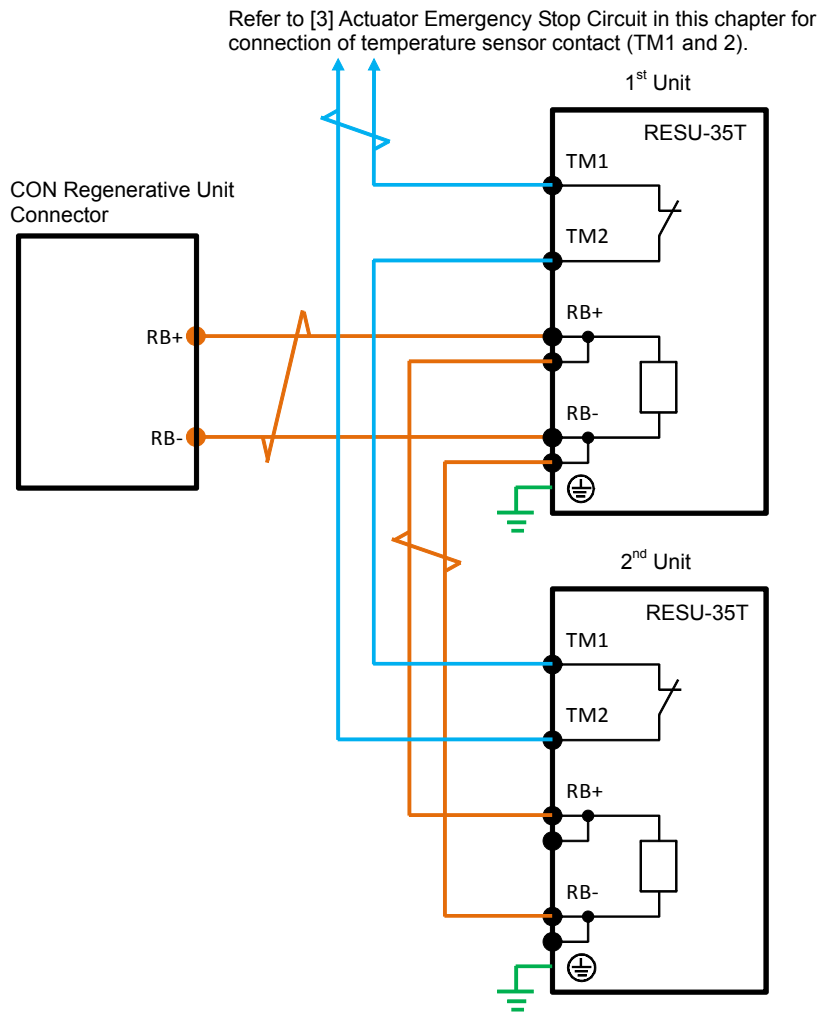 Refer to [3] Actuator Emergency Stop Circuit in this chapter for
connection of temperature sensor contact (TM1 and 2).
1st Unit
RESU-35T
TM1
TM2
RB+
RB-
CON Regenerative Unit
Connector
RB+
RB-
2nd Unit
RESU-35T
TM1
TM2
RB+
RB-